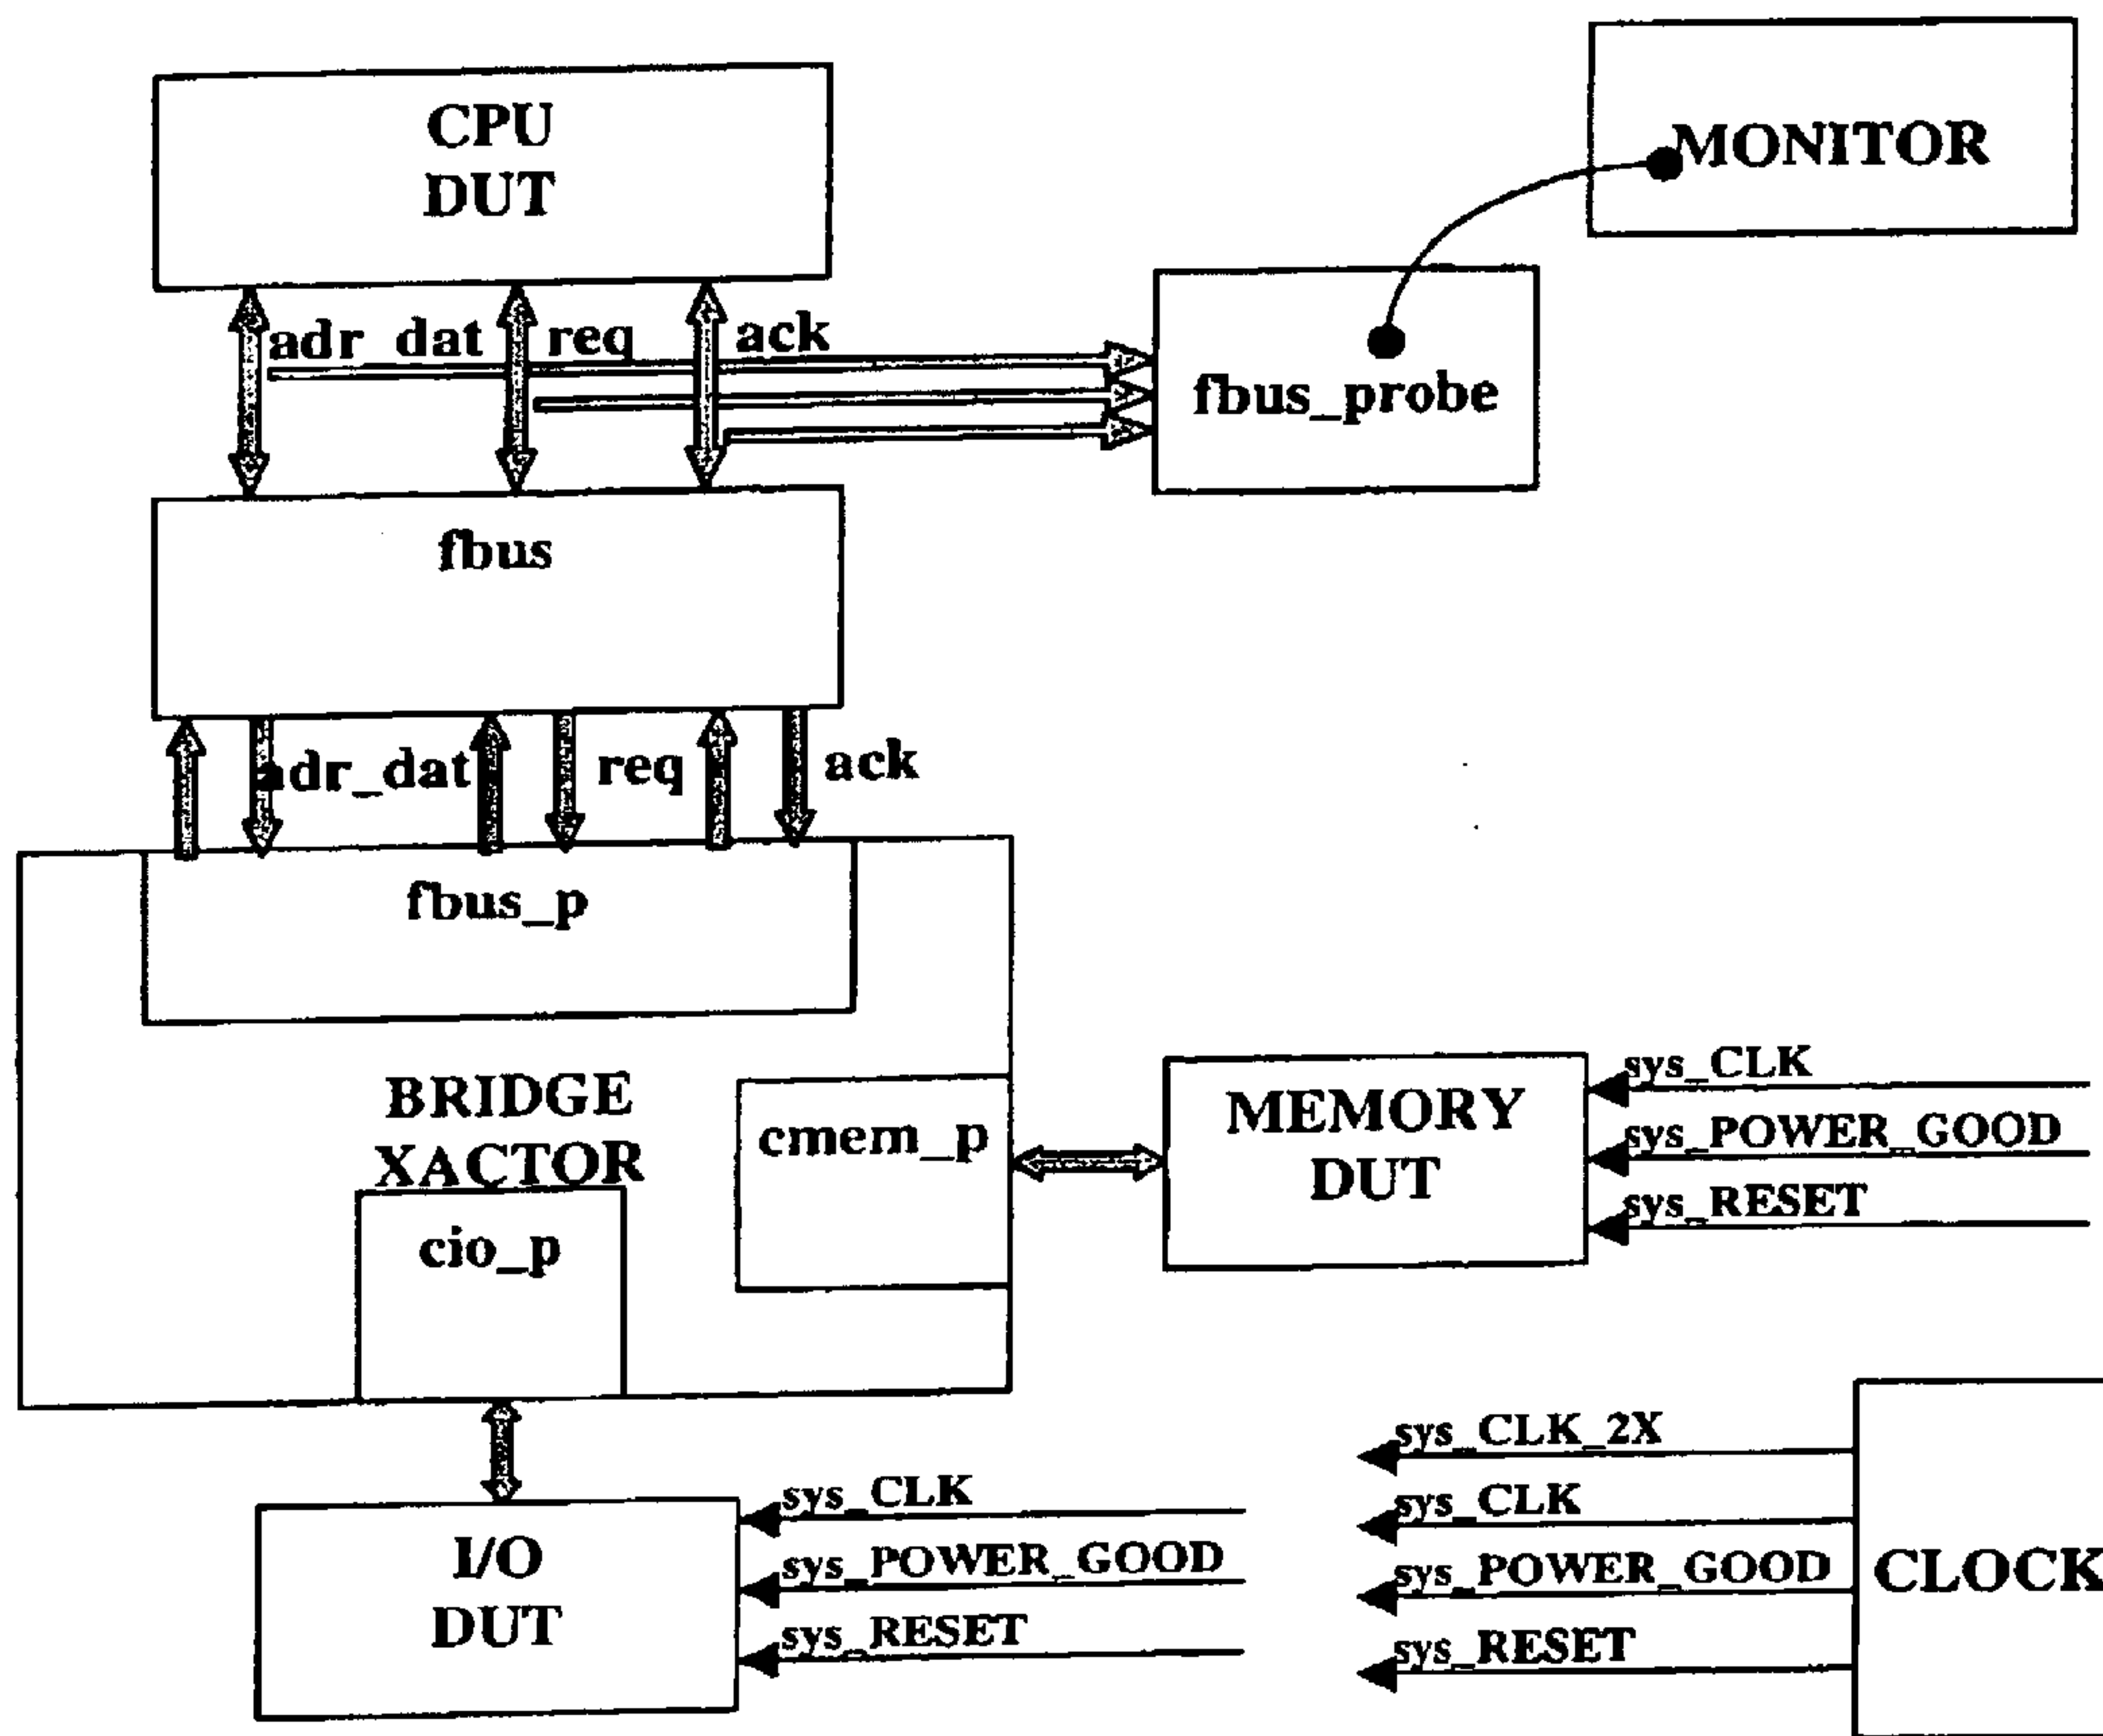 CPU
DUT
MONITOR
adr_dat
req
ack
fbus_probe
fbus
adr_dat
req
ack
fbus_p
BRIDGE
XACTOR
cmem_p
cio_p
MEMORY
DUT
sys_CLK
sys_POWER_GOOD
sys_RESET
I/O
DUT
sys_CLK
sys_POWER_GOOD
sys_RESET
sys_CLK_2X
sys_CLK
sys_POWER_GOOD
sys_RESET
CLOCK